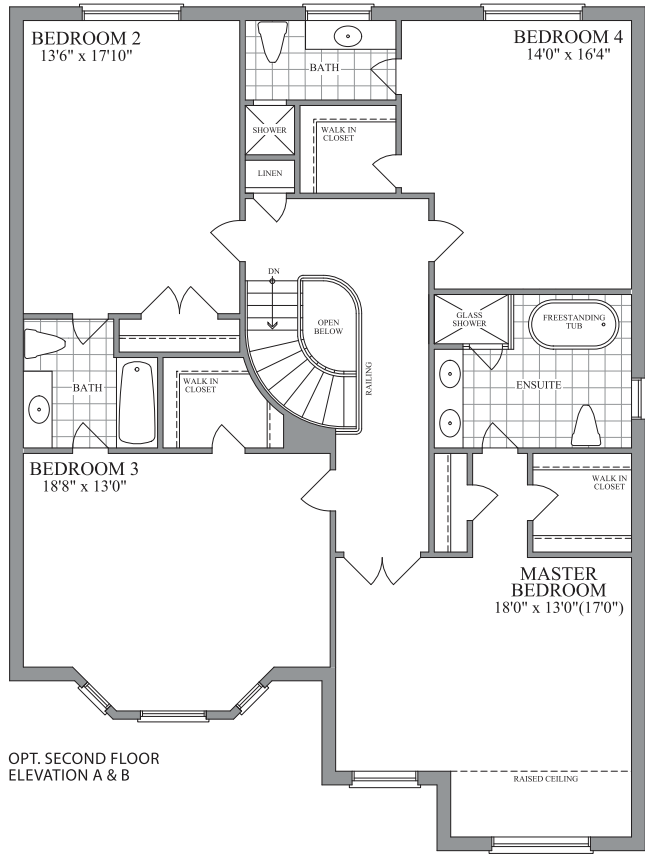 BEDROOM 2
13'6" x 17'10"
BEDROOM 4
14'0" x 16'4"
BATH
SHOWER
WALK IN
CLOSET
LINEN
DN
OPEN
BELOW
RAILING
GLASS
SHOWER
FREESTANDING
TUB
ENSUITE
BATH
WALK IN
CLOSET
BEDROOM 3
18'8" x 13'0"
WALK IN
CLOSET
MASTER
BEDROOM
18'0" x 13'0"(17'0")
RAISED CEILING
OPT. SECOND FLOOR
ELEVATION A & B